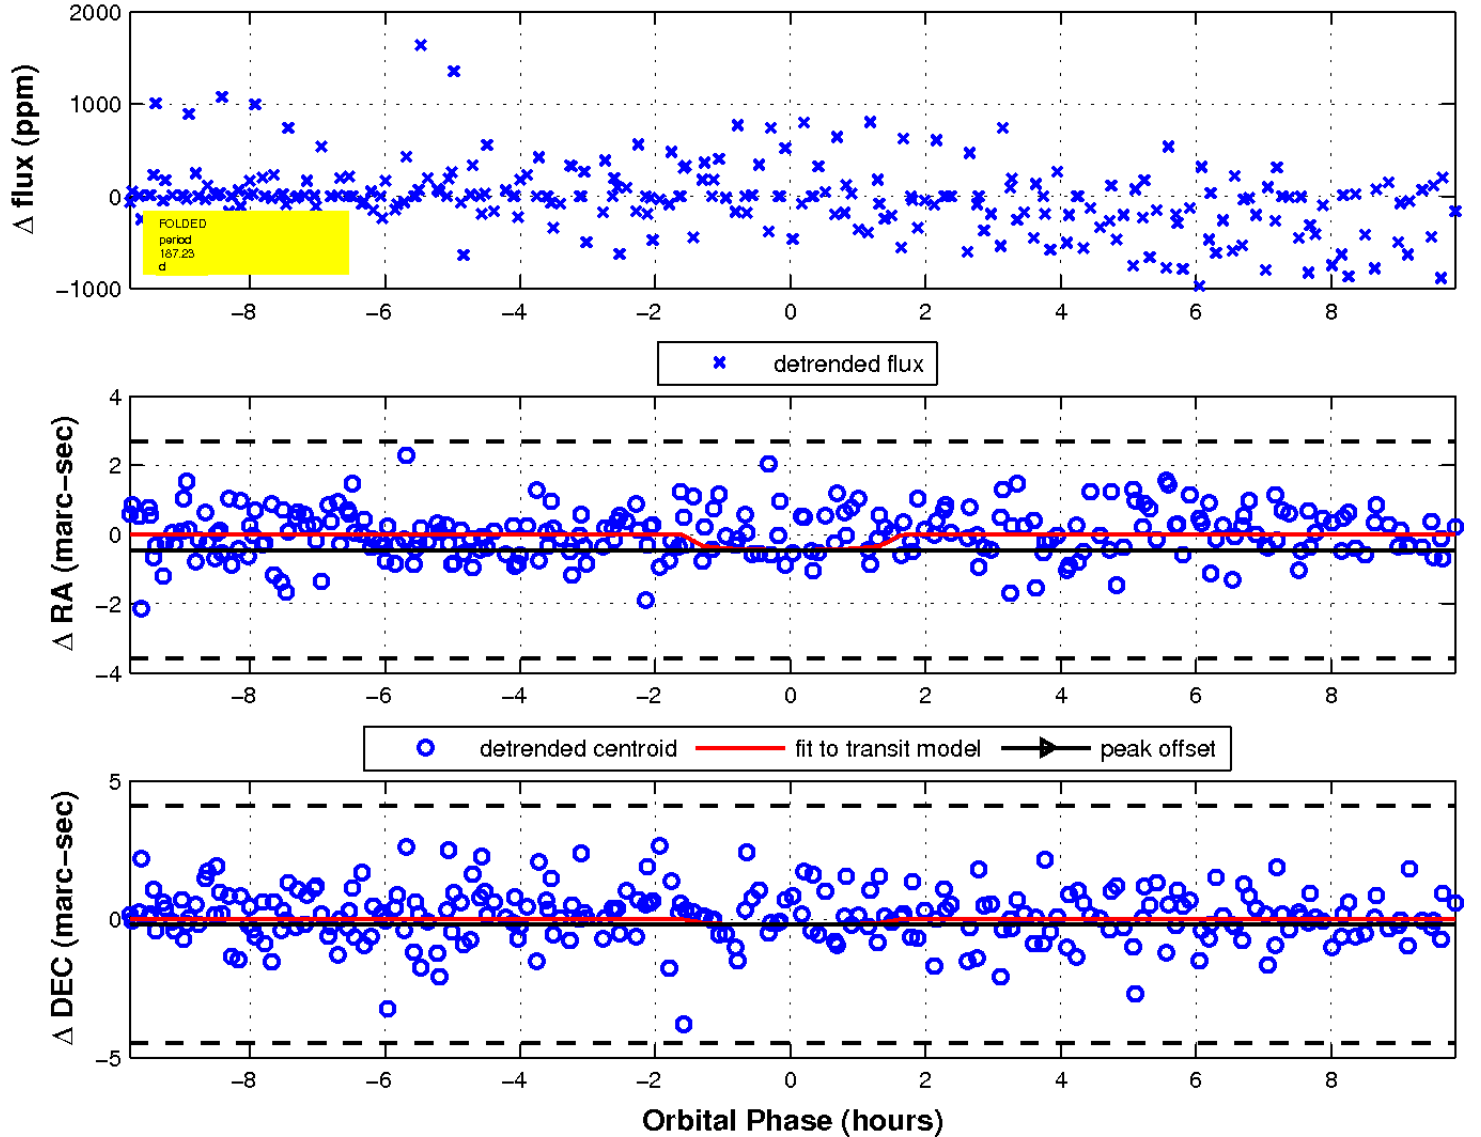 2000
1000
0
−1000
Δ flux (ppm)
FOLDED
period
187.23
d
−8 −6 −4 −2 0 2 4 6 8
detrended flux
4
2
0
−2
−4
Δ RA (marc−sec)
−8 −6 −4 −2 0 2 4 6 8
detrended centroid fit to transit model peak offset
5
0
−5
Δ DEC (marc−sec)
−8 −6 −4 −2 0 2 4 6 8
Orbital Phase (hours)